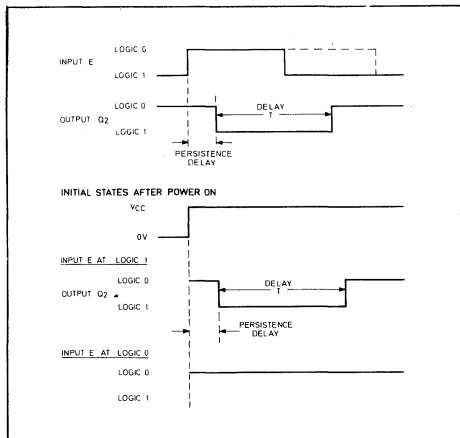 LOGIC 0
INPUT E
LOGIC 1
LOGIC 0
DELAY
T
OUTPUT Q2
LOGIC 1
PERSISTENCE
DELAY
INITIAL STATES AFTER POWER ON
VCC
0V
INPUT E AT LOGIC 1
LOGIC 0
DELAY
T
OUTPUT Q2
LOGIC 1
PERSISTENCE
DELAY
INPUT E AT LOGIC 0
LOGIC 0
LOGIC 1